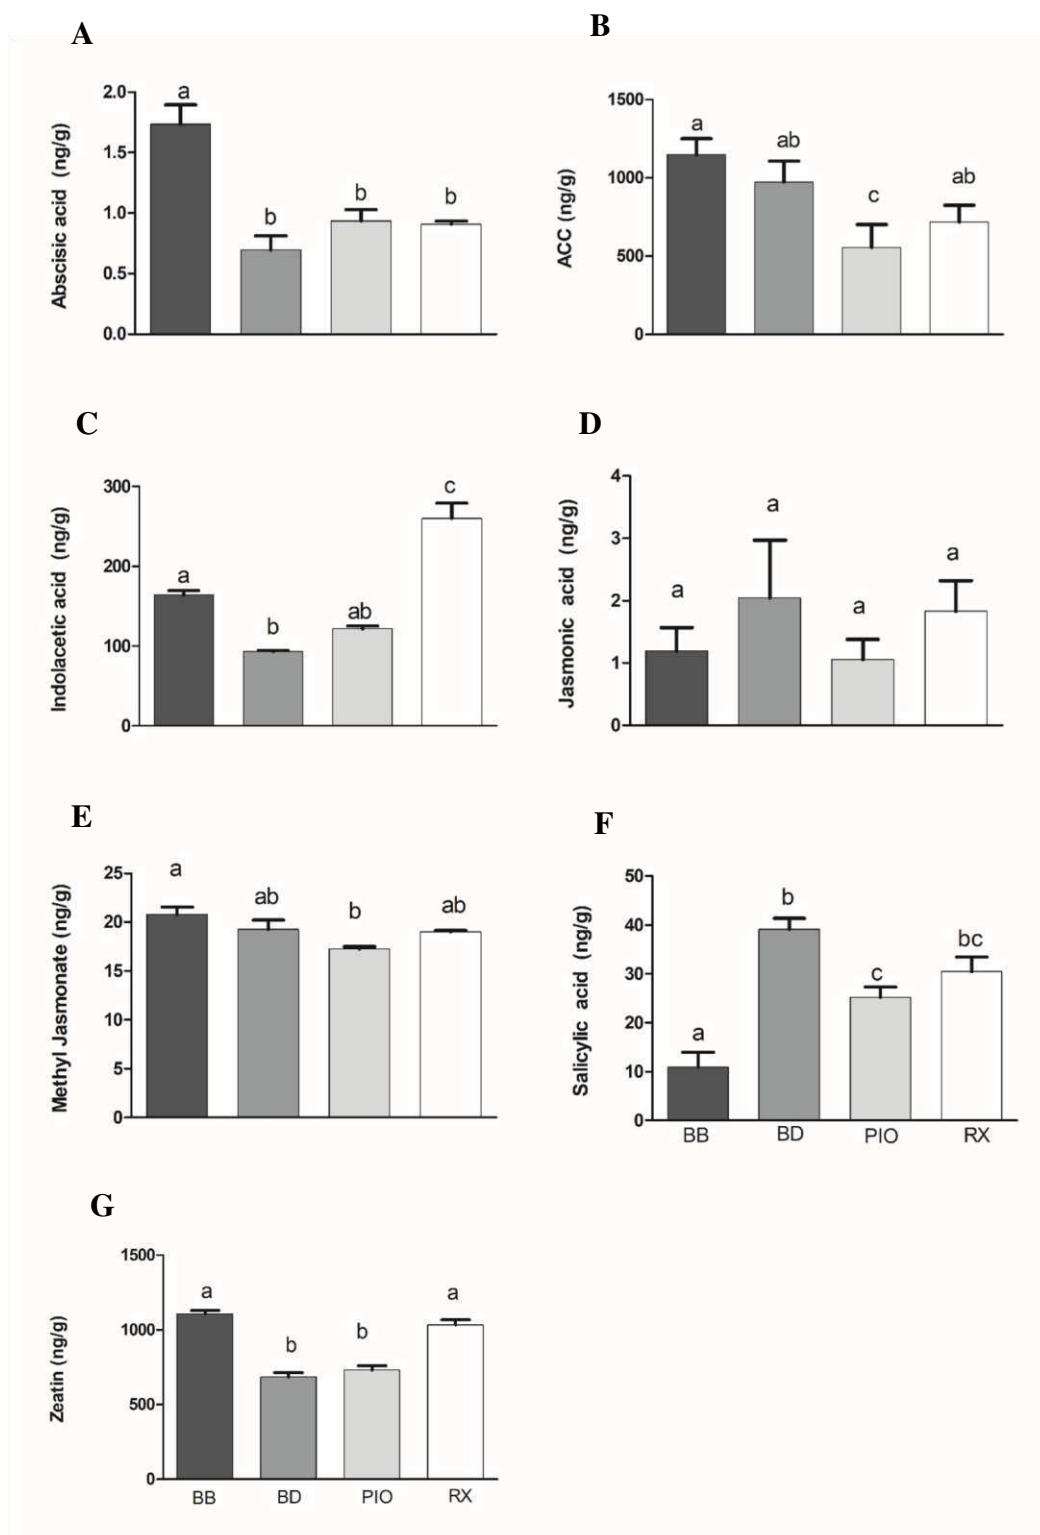 A
Abscisic acid (ng/g)
2.0
1.5
1.0
0.5
0.0
a
b
b
b
B
ACC (ng/g)
1500
1000
500
0
a
ab
c
ab
C
Indolacetic acid (ng/g)
300
200
100
0
a
b
ab
c
D
Jasmonic acid (ng/g)
4
3
2
1
0
a
a
a
a
E
Methyl Jasmonate (ng/g)
25
20
15
10
5
0
a
ab
b
ab
F
Salicylic acid (ng/g)
50
40
30
20
10
0
a
b
c
bc
BB BD PIO RX
G
Zeatin (ng/g)
1500
1000
500
0
a
b
b
a
BB BD PIO RX